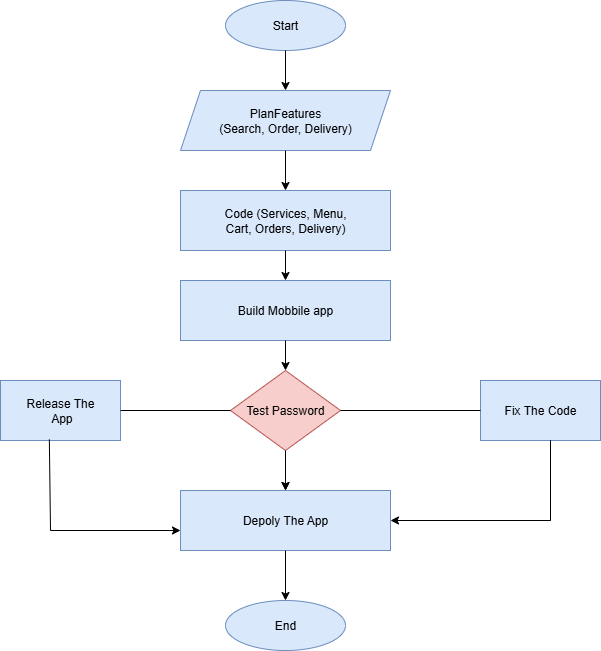 Start
PlanFeatures
(Search, Order, Delivery)
Code (Services, Menu,
Cart, Orders, Delivery)
Build Mobbile app
Release The
App
Test Password
Fix The Code
Depoly The App
End